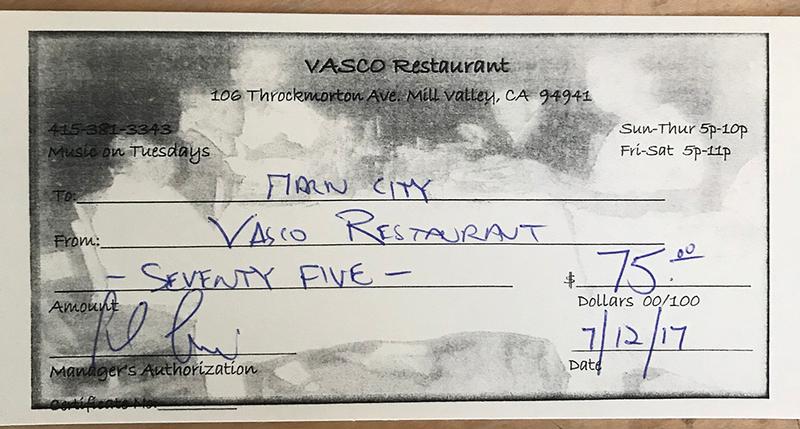 VASCO Restaurant
106 Throckmorton Ave. Mill Valley, CA 94941
415-381-3343 Sun-Thur 5p-10p
Music on Tuesdays Fri-Sat 5p-11p
To: MARIN CITY
From: VASCO RESTAURANT
- SEVENTY FIVE - $ 75.00
Amount Dollars 00/100
7/12/17
Manager's Authorization Date
Certificate No.